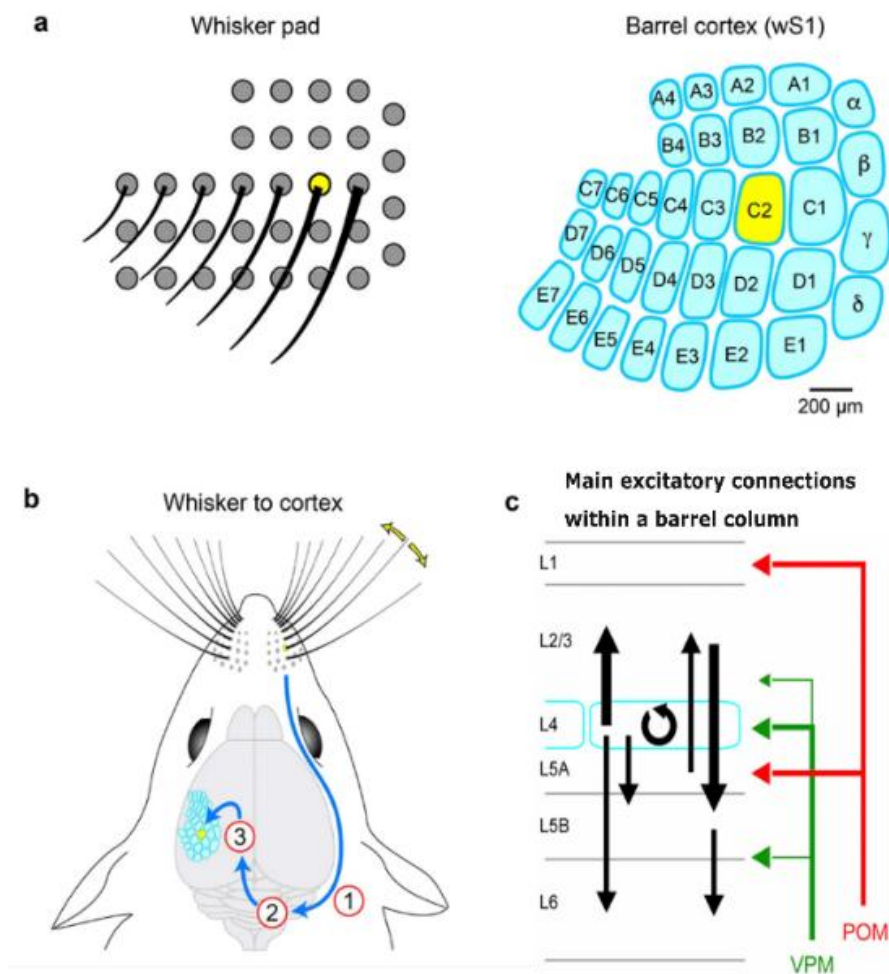 a
Whisker pad
Barrel cortex (wS1)
A4 A3 A2 A1 α
B4 B3 B2 B1 β
C7 C6 C5 C4 C3 C2 C1 γ
D7 D6 D5 D4 D3 D2 D1 δ
E7 E6 E5 E4 E3 E2 E1
200 µm
b
Whisker to cortex
3
2
1
c
Main excitatory connections
within a barrel column
L1
L2/3
L4
L5A
L5B
L6
POM
VPM